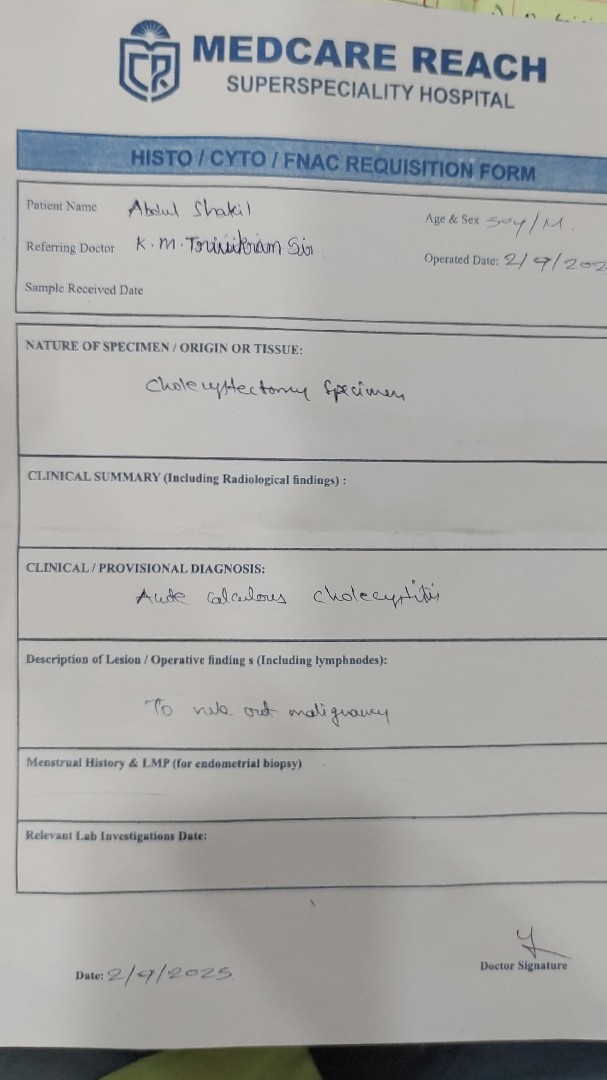 MEDCARE REACH
SUPERSPECIALITY HOSPITAL
HISTO / CYTO / FNAC REQUISITION FORM
Patient Name Abdul Shakil
Age & Sex 50y/M.
Referring Doctor K. M. Sir
Operated Date: 2/9/202
Sample Received Date
NATURE OF SPECIMEN / ORIGIN OR TISSUE:
Specimen
CLINICAL SUMMARY (Including Radiological findings) :
CLINICAL / PROVISIONAL DIAGNOSIS:
Acute calculous cholecystitis
Description of Lesion / Operative finding s (Including lymphnodes):
To rule out malignancy
Menstrual History & LMP (for endometrial biopsy)
Relevant Lab Investigations Date:
Date: 2/9/2025
Doctor Signature